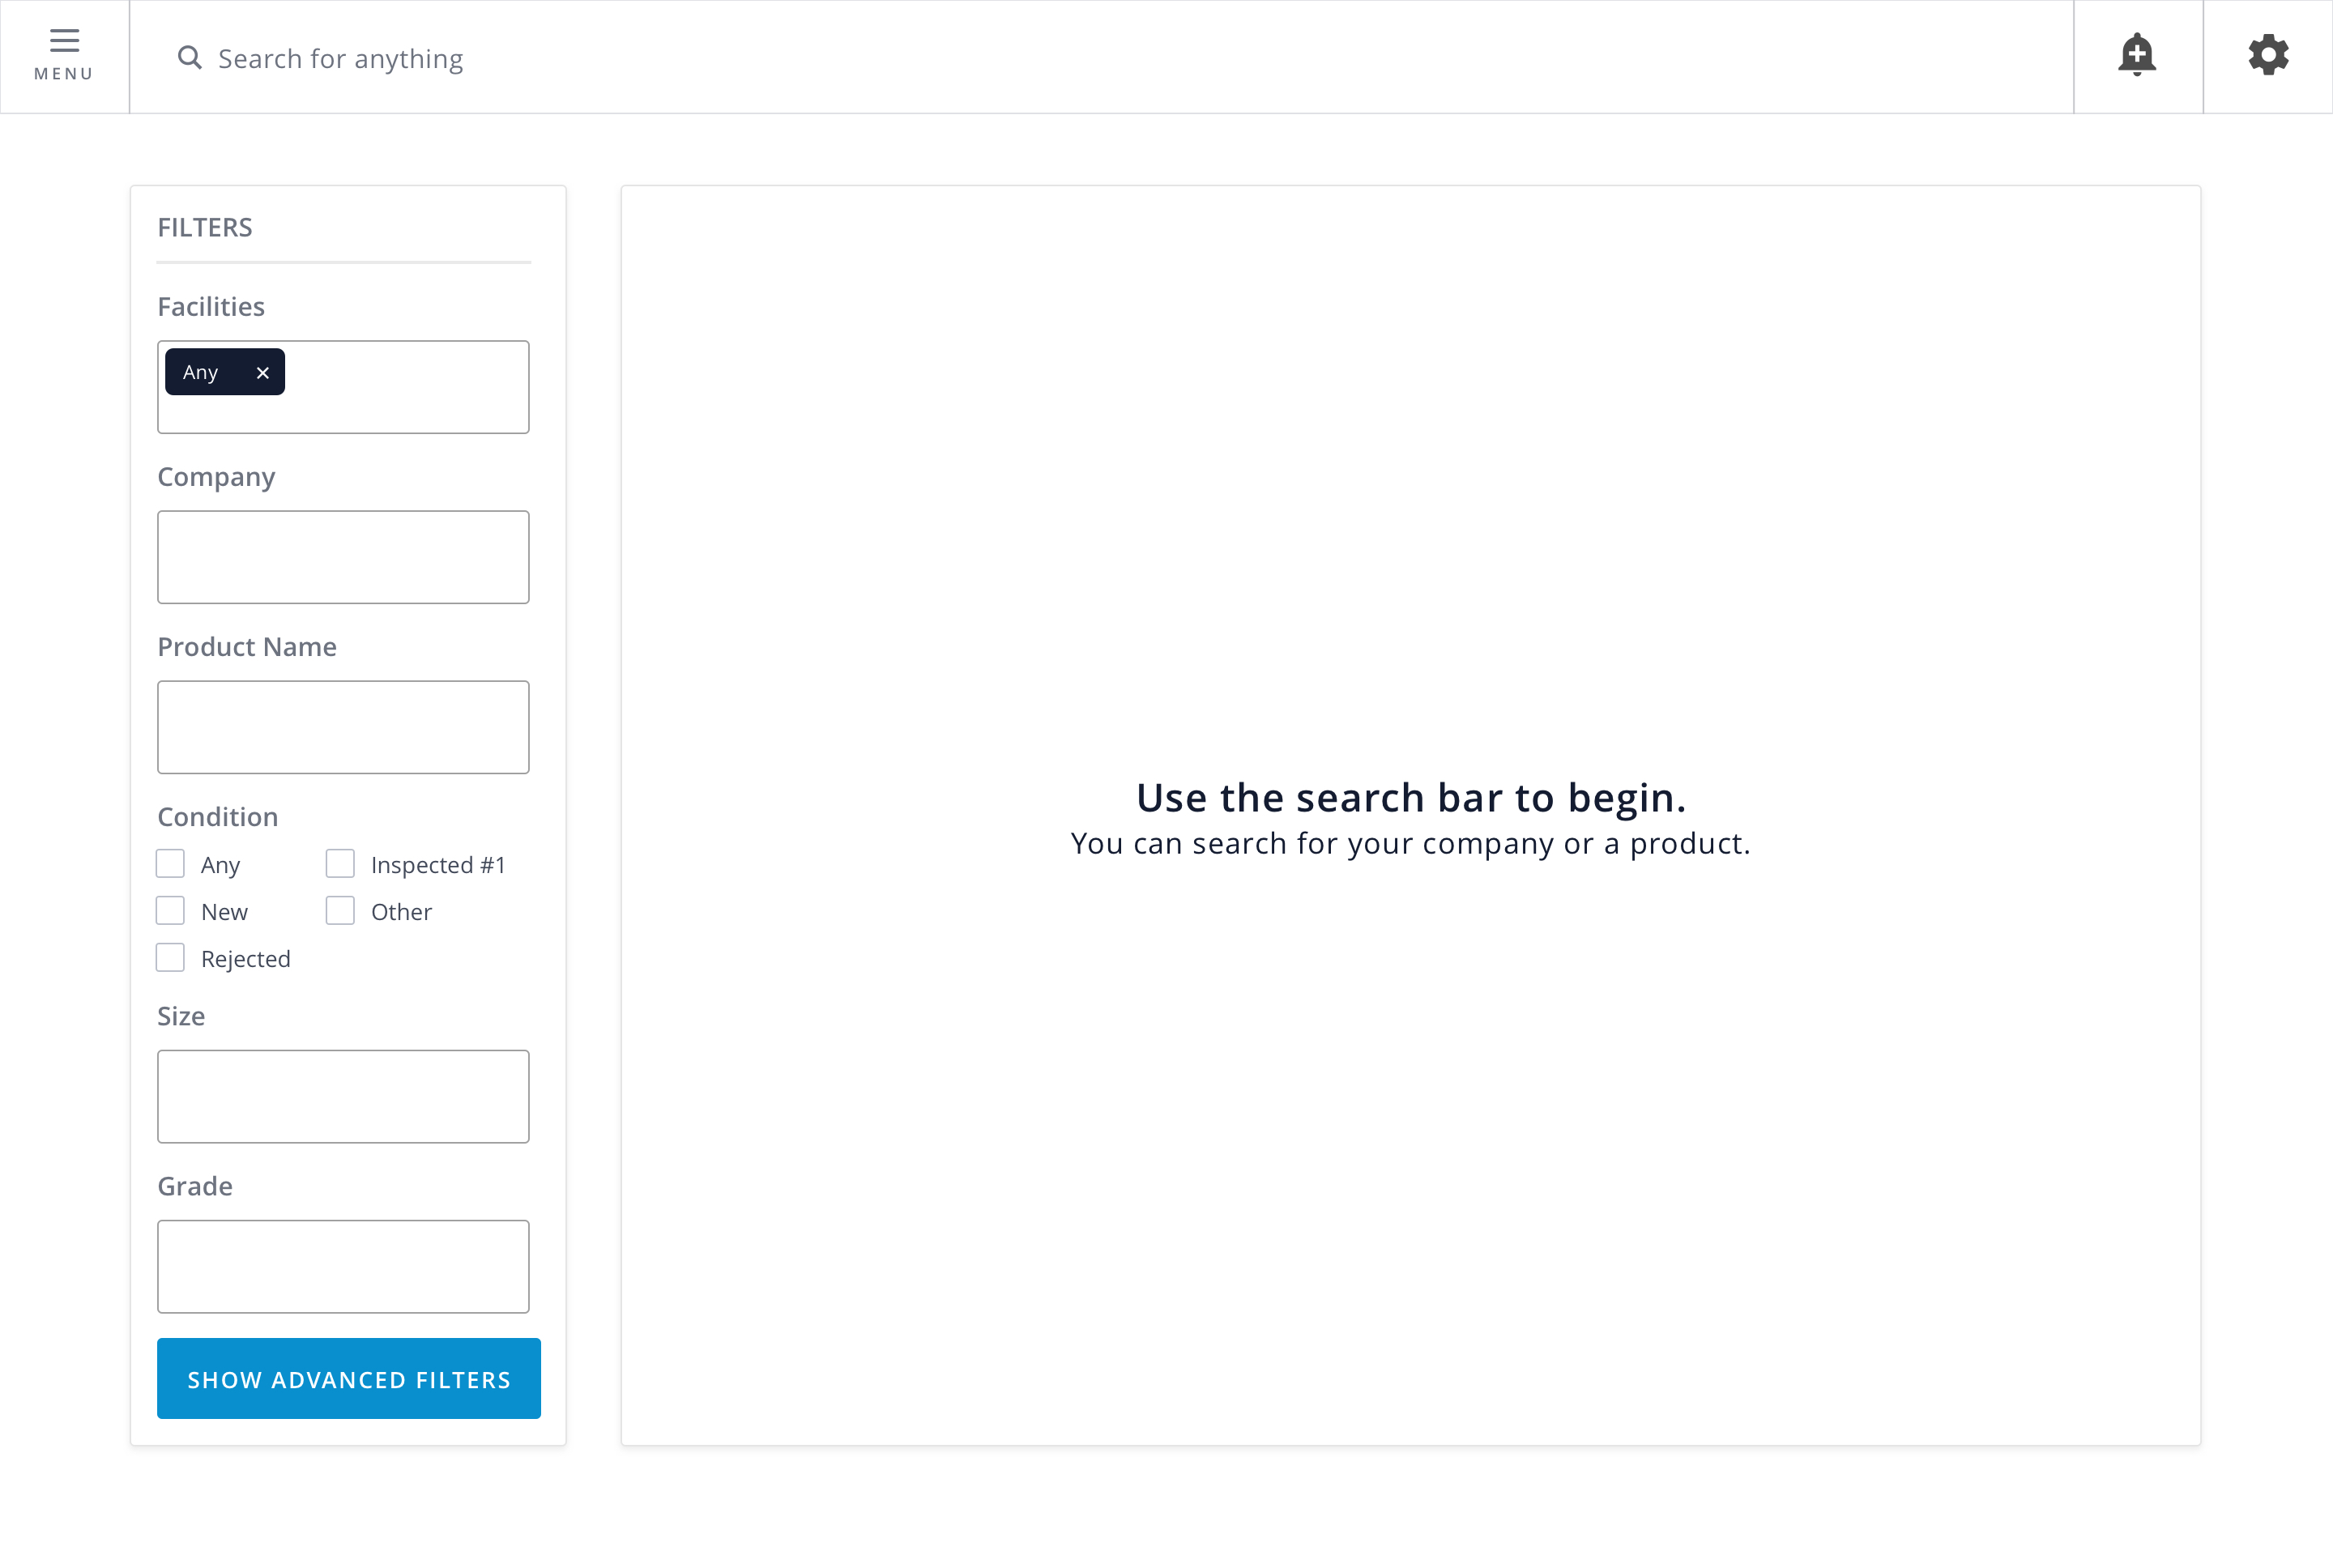 MENU
Search for anything
FILTERS
Facilities
Any ×
Company
Product Name
Condition
Any
Inspected #1
New
Other
Rejected
Size
Grade
SHOW ADVANCED FILTERS
Use the search bar to begin.
You can search for your company or a product.